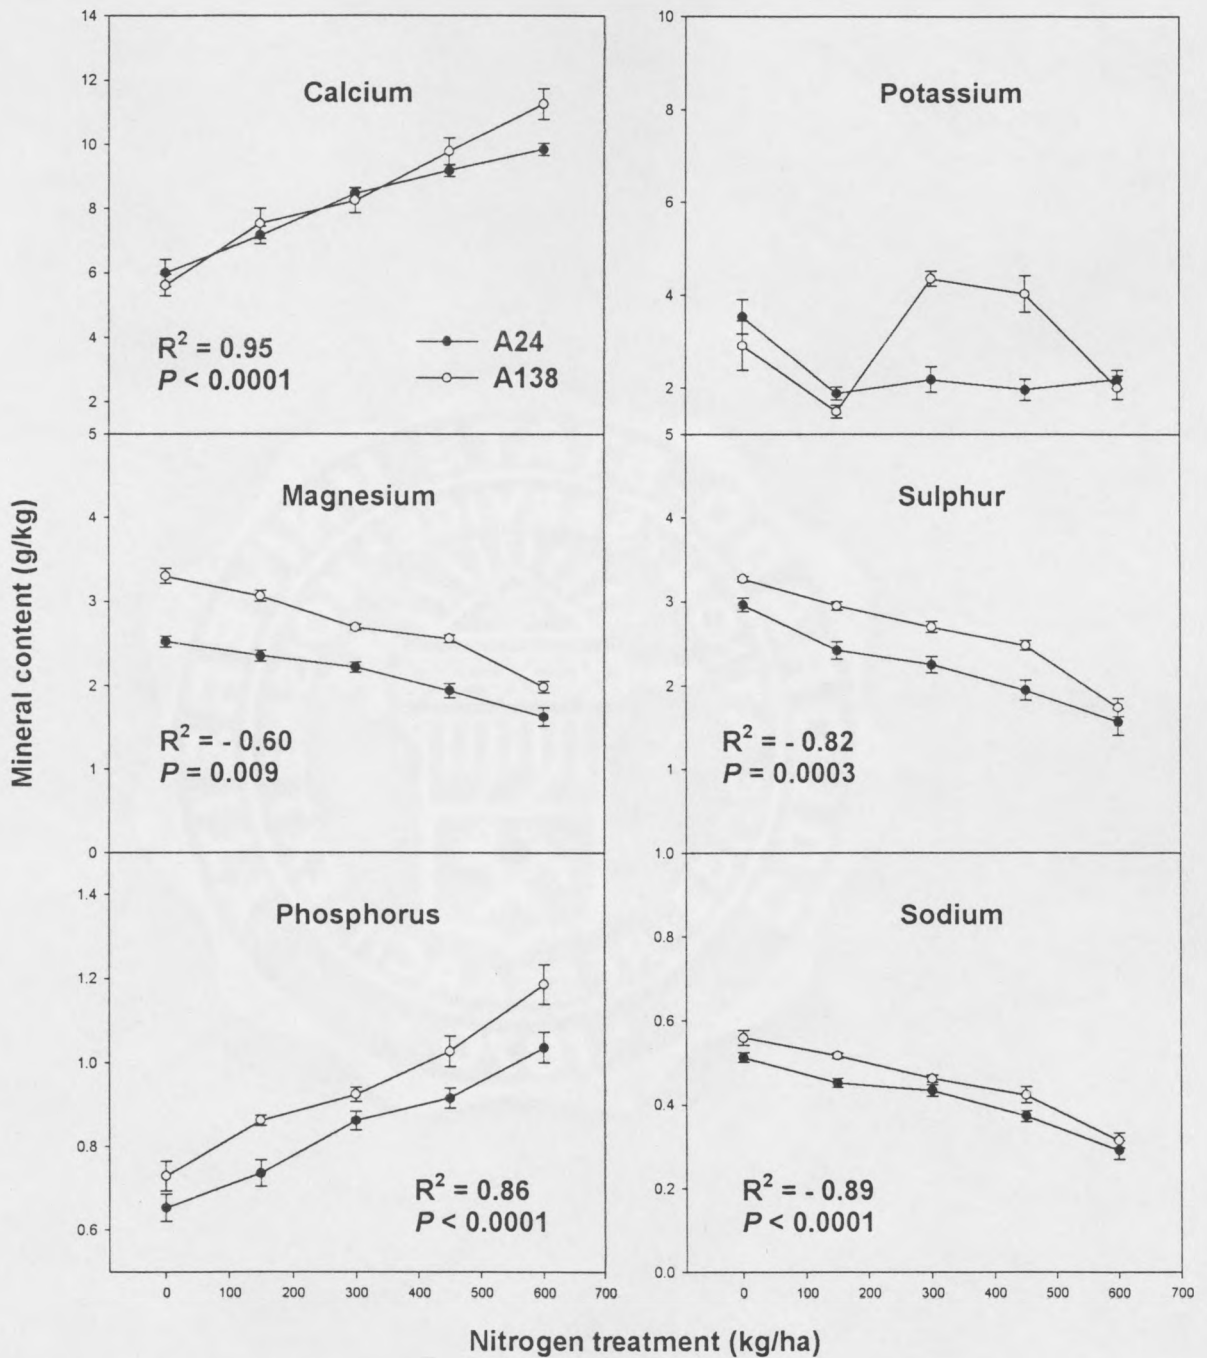 Mineral content (g/kg)
14
12
10
8
6
4
2
Calcium
R² = 0.95
P < 0.0001
A24
A138
10
8
6
4
2
Potassium
5
4
3
2
1
0
Magnesium
R² = - 0.60
P = 0.009
5
4
3
2
1
Sulphur
R² = - 0.82
P = 0.0003
1.4
1.2
1.0
0.8
0.6
Phosphorus
R² = 0.86
P < 0.0001
0 100 200 300 400 500 600 700
1.0
0.8
0.6
0.4
0.2
0.0
Sodium
R² = - 0.89
P < 0.0001
0 100 200 300 400 500 600 700
Nitrogen treatment (kg/ha)